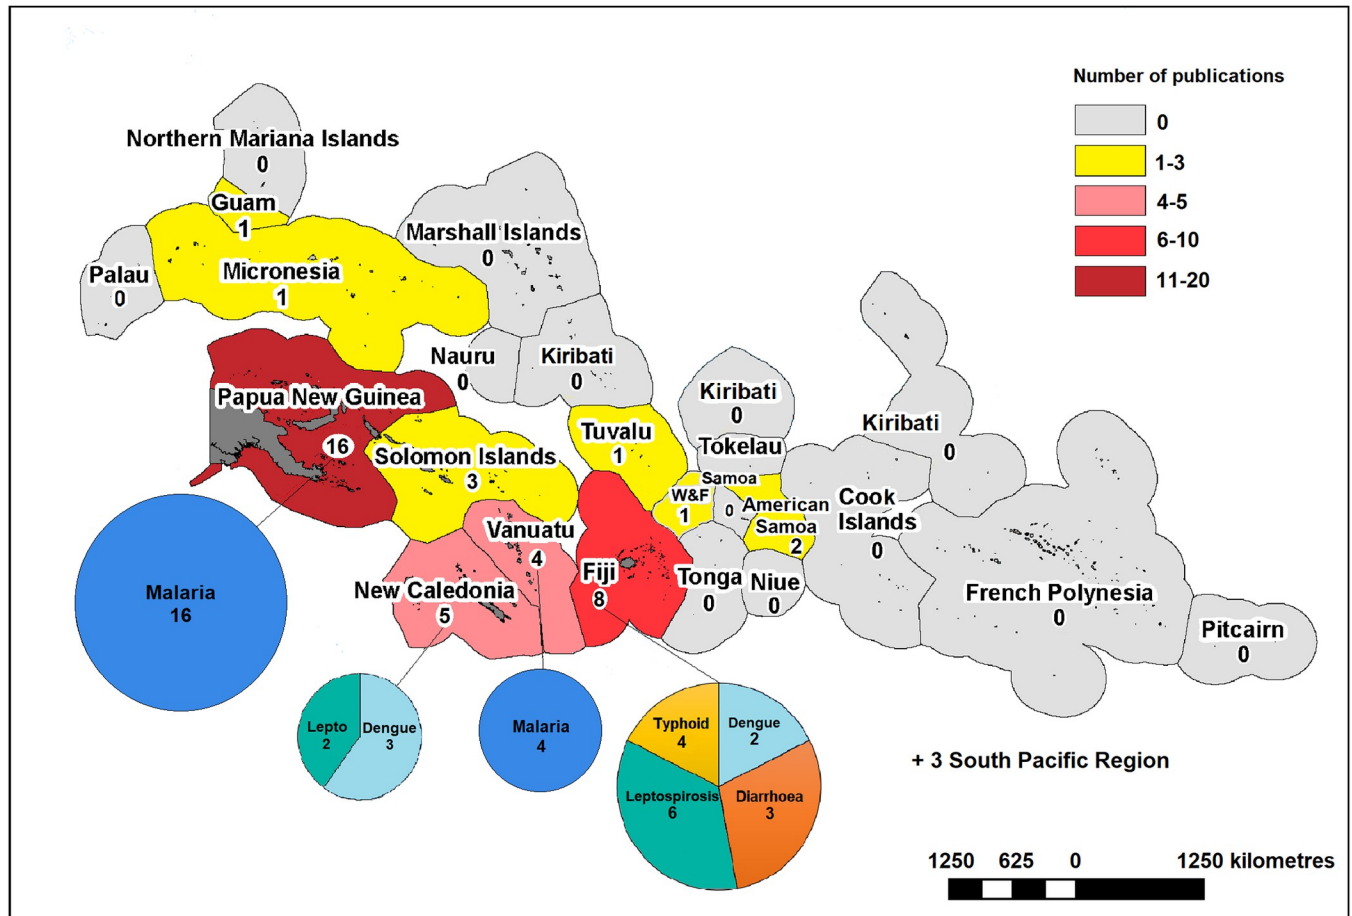 Number of publications
0
1-3
4-5
6-10
11-20
Northern Mariana Islands
0
Guam
1
Marshall Islands
0
Palau
0
Micronesia
1
Nauru
0
Kiribati
0
Papua New Guinea
16
Kiribati
0
Tokelau
Kiribati
0
Tuvalu
1
Solomon Islands
3
Samoa
0
W&F
1
American
Samoa
2
Cook
Islands
0
Vanuatu
4
Fiji
8
New Caledonia
5
Tonga
0
Niue
0
French Polynesia
0
Pitcairn
0
Malaria
16
Lepto
2
Dengue
3
Malaria
4
Typhoid
4
Dengue
2
Leptospirosis
6
Diarrhoea
3
+ 3 South Pacific Region
1250 625 0 1250 kilometres